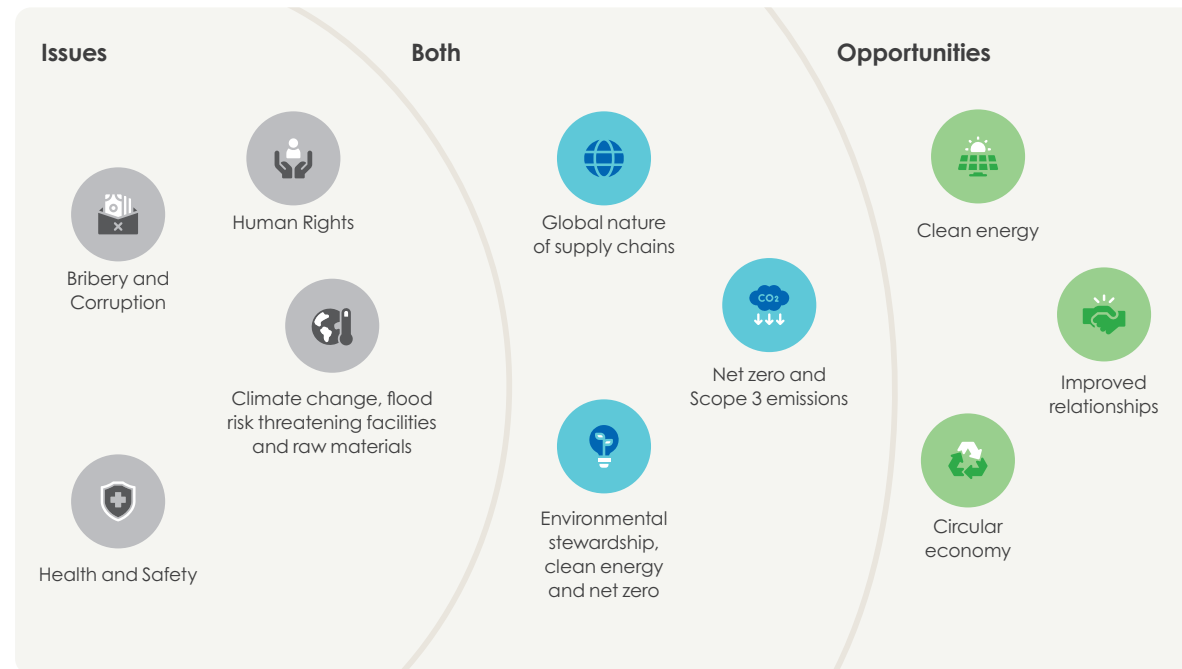 Issues
Both
Opportunities
Human Rights
Bribery and
Corruption
Climate change, flood
risk threatening facilities
and raw materials
Health and Safety
Global nature
of supply chains
CO₂
Net zero and
Scope 3 emissions
Environmental
stewardship,
clean energy
and net zero
Clean energy
Improved
relationships
Circular
economy